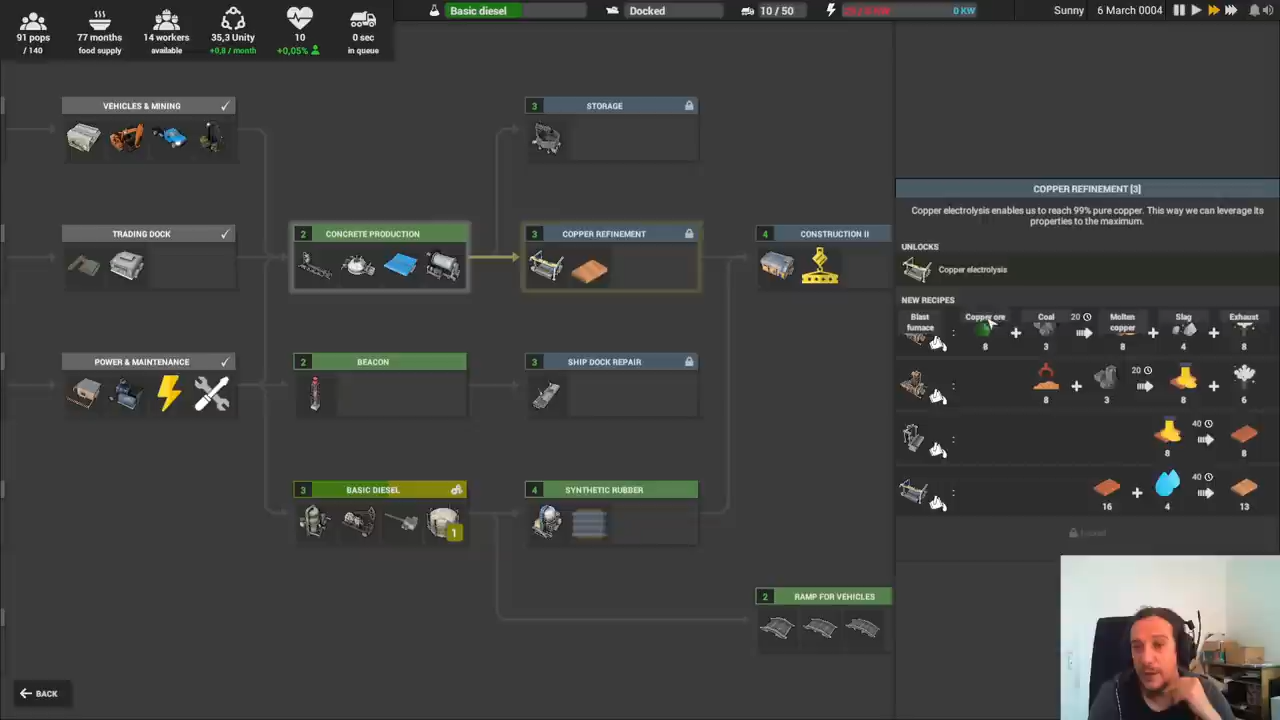 Basic diesel
Docked
10 / 50
0 KW
Sunny
6 March 0004
91 pops
/ 140
77 months
food supply
14 workers
available
35,3 Unity
+0,8 / month
10
+0,05%
0 sec
in queue
VEHICLES & MINING
3
STORAGE
COPPER REFINEMENT [3]
Copper electrolysis enables us to reach 99% pure copper. This way we can leverage its
properties to the maximum.
TRADING DOCK
2
CONCRETE PRODUCTION
3
COPPER REFINEMENT
4
CONSTRUCTION II
UNLOCKS
Copper electrolysis
NEW RECIPES
Blast
furnace
:
Copper ore
8
+
Coal
3
20
Molten
copper
8
+
Slag
4
+
Exhaust
8
POWER & MAINTENANCE
2
BEACON
3
SHIP DOCK REPAIR
:
8
+
3
20
8
+
6
:
8
40
8
3
BASIC DIESEL
1
4
SYNTHETIC RUBBER
:
16
+
4
40
13
2
RAMP FOR VEHICLES
BACK